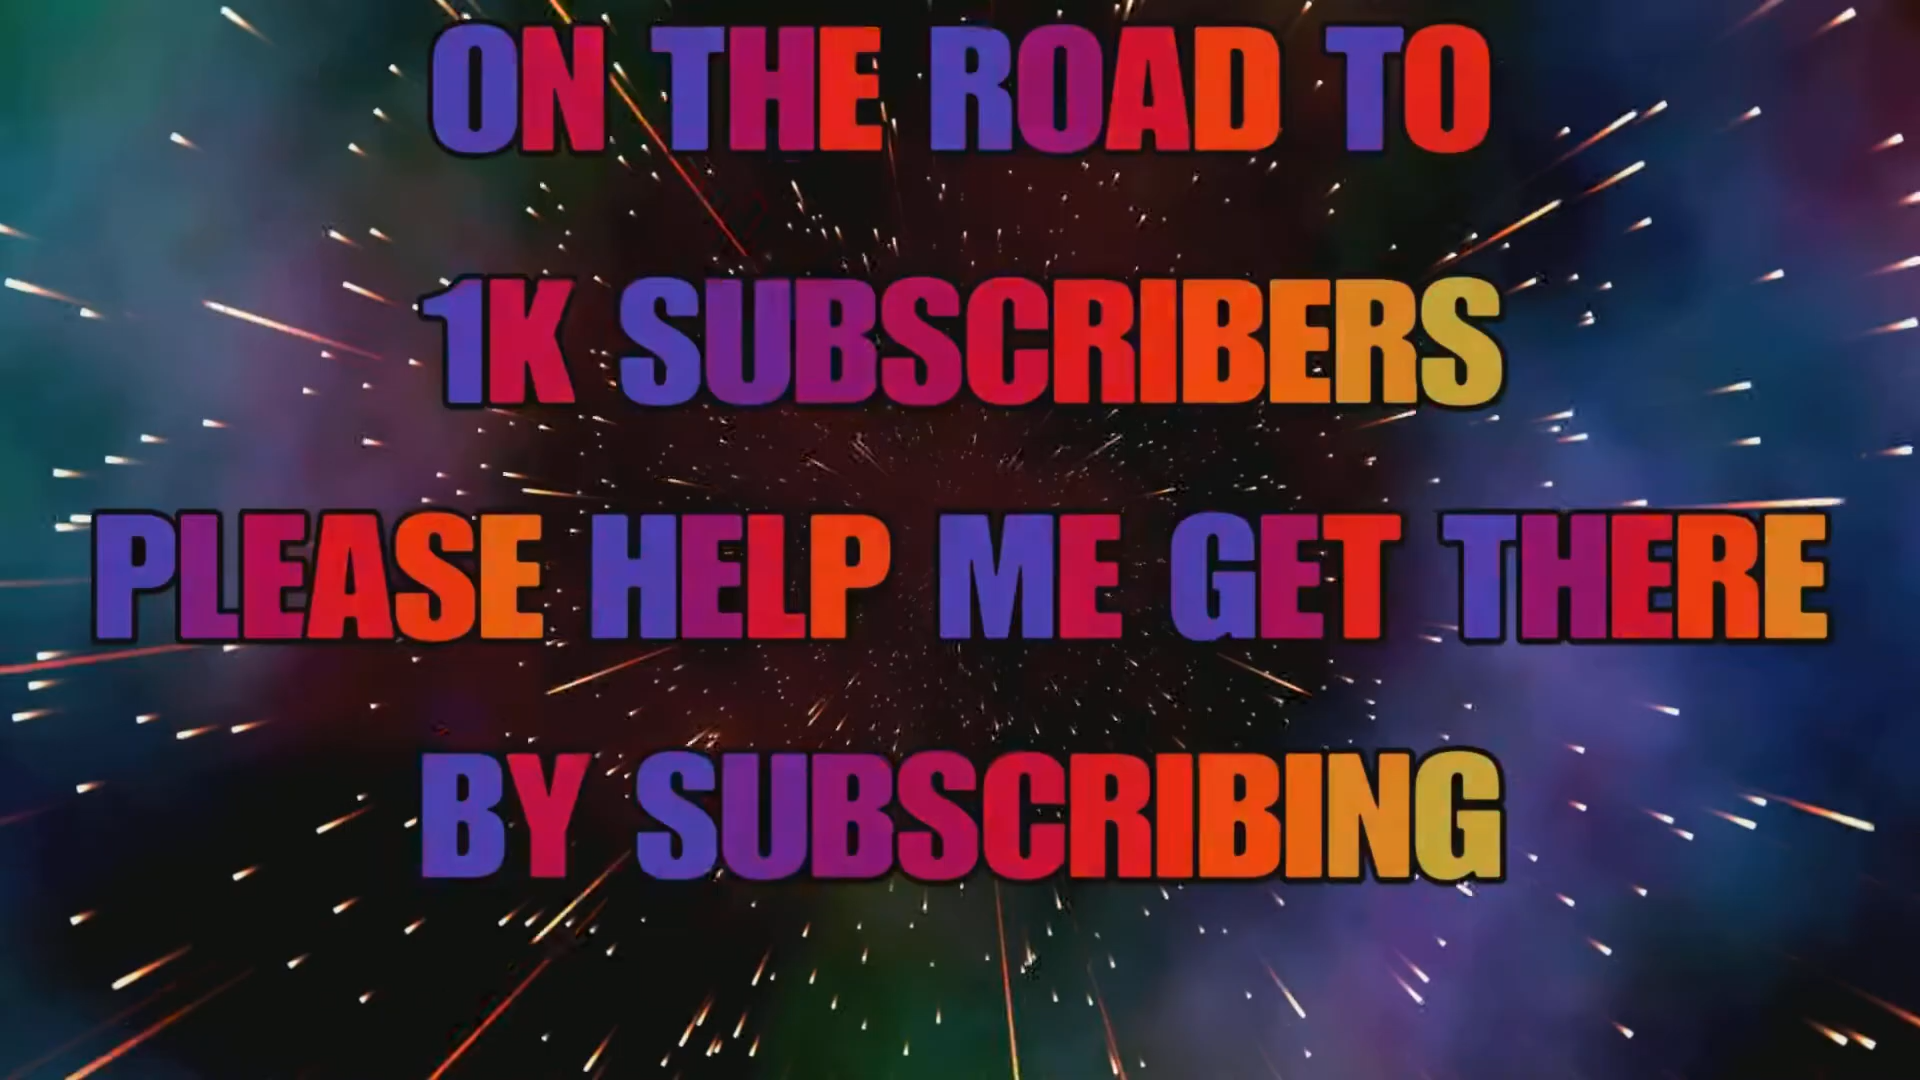 ON THE ROAD TO
1K SUBSCRIBERS
PLEASE HELP ME GET THERE
BY SUBSCRIBING